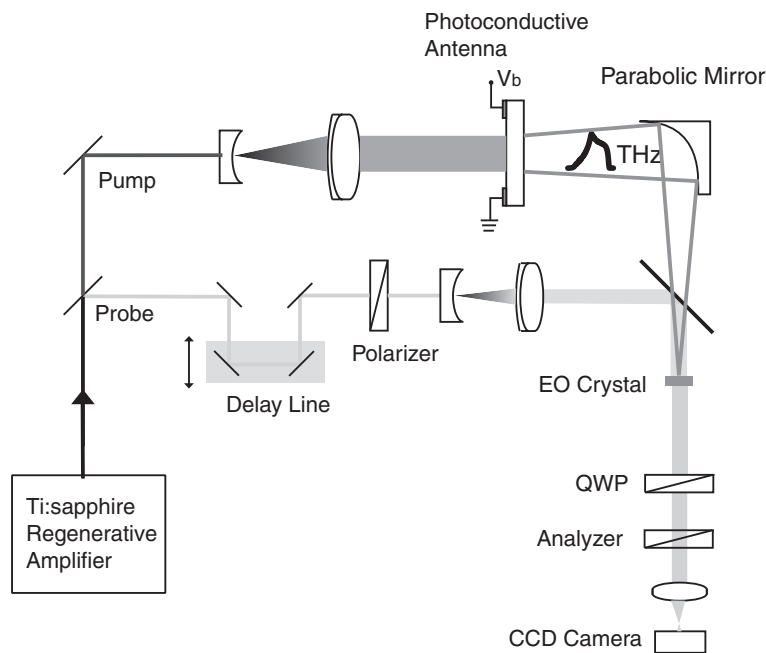 Photoconductive
Antenna
Vb
Parabolic Mirror
THz
Pump
Probe
Polarizer
Delay Line
EO Crystal
Ti:sapphire
Regenerative
Amplifier
QWP
Analyzer
CCD Camera